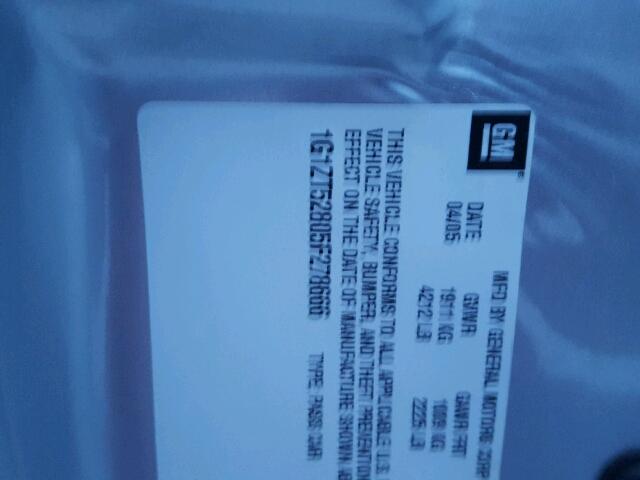 GM
MFD BY GENERAL MOTORS CORP
DATE GVWR GAWR FRT
04/05 1911 KG 1009 KG
4212 LB 2225 LB
THIS VEHICLE CONFORMS TO ALL APPLICABLE U.S.
VEHICLE SAFETY, BUMPER, AND THEFT PREVENTION
EFFECT ON THE DATE OF MANUFACTURE SHOWN
1G1ZT52805F278666 TYPE: PASS CAR